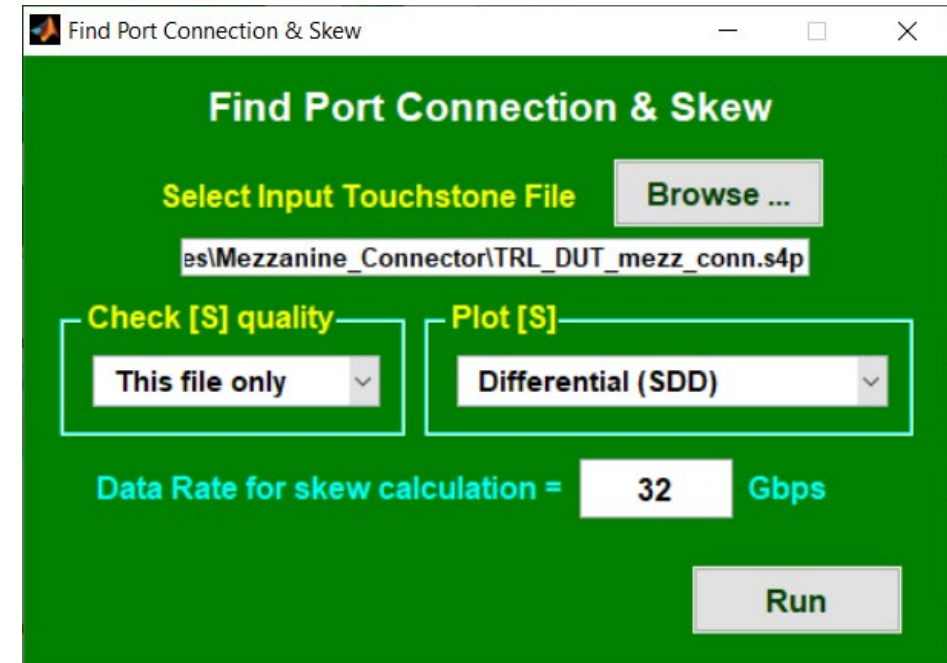 Find Port Connection & Skew
Find Port Connection & Skew
Select Input Touchstone File Browse ...
es\Mezzanine_Connector\TRL_DUT_mezz_conn.s4p
Check [S] quality Plot [S]
This file only Differential (SDD)
Data Rate for skew calculation = 32 Gbps
Run